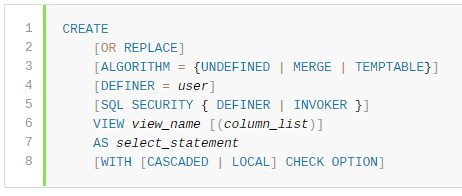 1 CREATE
2 [OR REPLACE]
3 [ALGORITHM = {UNDEFINED | MERGE | TEMPTABLE}]
4 [DEFINER = user]
5 [SQL SECURITY { DEFINER | INVOKER }]
6 VIEW view_name [(column_list)]
7 AS select_statement
8 [WITH [CASCADED | LOCAL] CHECK OPTION]